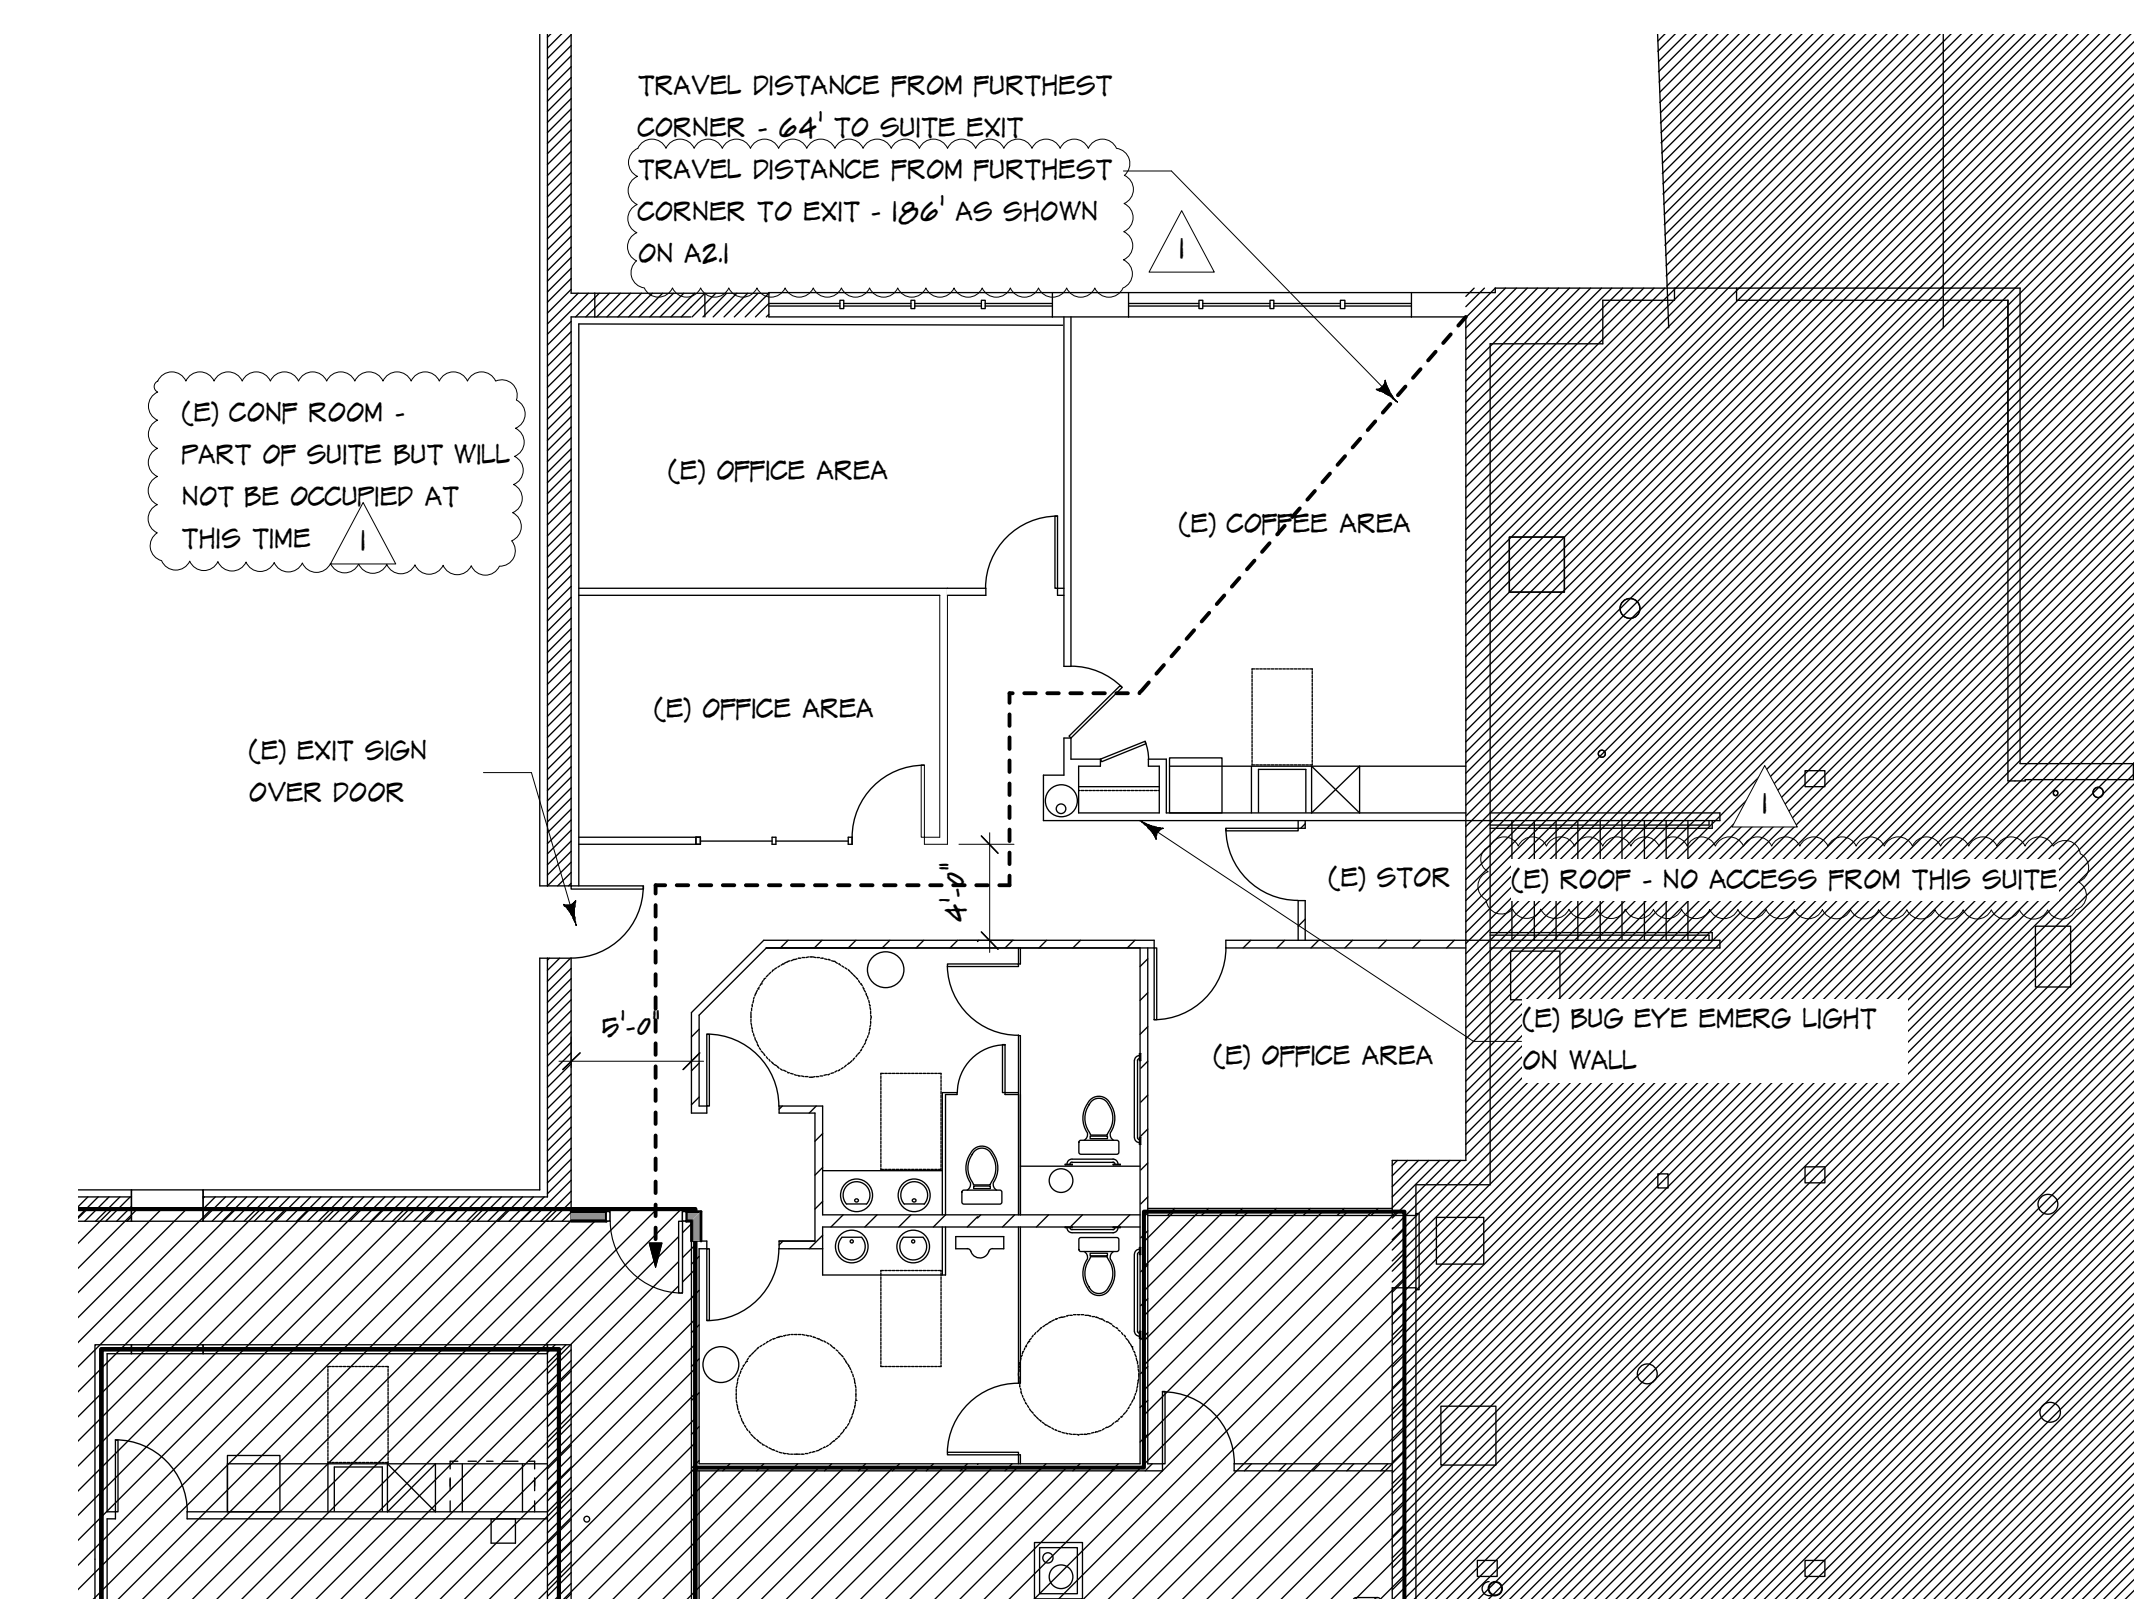 TRAVEL DISTANCE FROM FURTHEST
CORNER - 64' TO SUITE EXIT
TRAVEL DISTANCE FROM FURTHEST
CORNER TO EXIT - 186' AS SHOWN
ON A2.1
1
(E) CONF ROOM -
PART OF SUITE BUT WILL
NOT BE OCCUPIED AT
THIS TIME
1
(E) OFFICE AREA
(E) COFFEE AREA
(E) OFFICE AREA
(E) EXIT SIGN
OVER DOOR
1
4'-0"
(E) STOR
(E) ROOF - NO ACCESS FROM THIS SUITE
5'-0"
(E) OFFICE AREA
(E) BUG EYE EMERG LIGHT
ON WALL